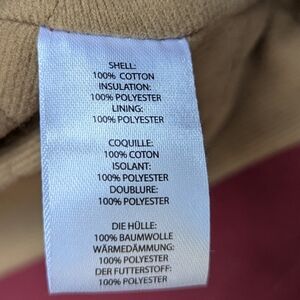 SHELL:
100% COTTON
INSULATION:
100% POLYESTER
LINING:
100% POLYESTER
COQUILLE:
100% COTON
ISOLANT:
100% POLYESTER
DOUBLURE:
100% POLYESTER
DIE HÜLLE:
100% BAUMWOLLE
WÄRMEDÄMMUNG:
100% POLYESTER
DER FUTTERSTOFF:
100% POLYESTER